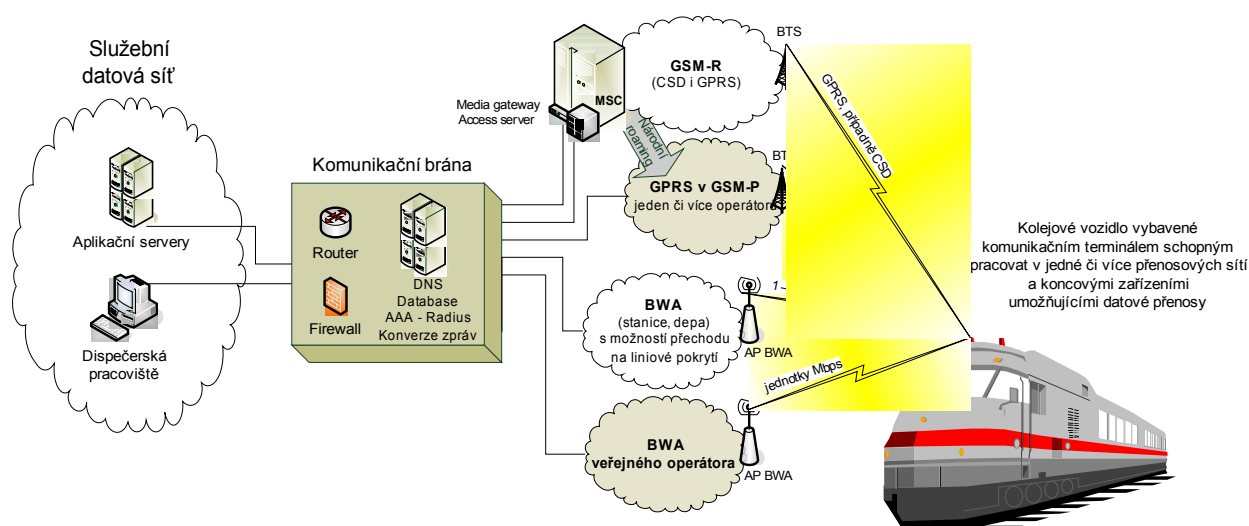 Služební
datová síť
Aplikační servery
Dispečerská
pracoviště
Komunikační brána
Router
Firewall
DNS
Database
AAA - Radius
Konverze zpráv
Media gateway
Access server
MSC
GSM-R
(CSD i GPRS)
BTS
Národní
roaming
GPRS v GSM-P
jeden či více operátorů
BWA
(stanice, depa)
s možností přechodu
na liniové pokrytí
AP BWA
BWA
veřejného operátora
AP BWA
GPRS, případně CSD
jednotky Mbps
Kolejové vozidlo vybavené
komunikačním terminálem schopným
pracovat v jedné či více přenosových sítí
a koncovými zařízeními
umožňujícími datové přenosy